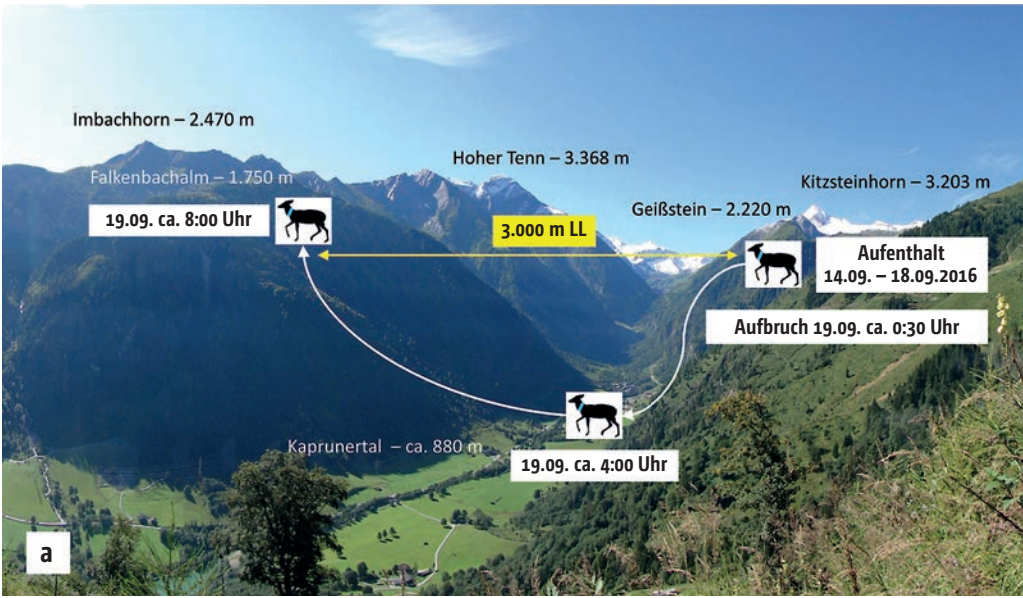 Imbachhorn – 2.470 m
Hoher Tenn – 3.368 m
Falkenbachalm – 1.750 m
Kitzsteinhorn – 3.203 m
Geißstein – 2.220 m
19.09. ca. 8:00 Uhr
3.000 m LL
Aufenthalt
14.09. – 18.09.2016
Aufbruch 19.09. ca. 0:30 Uhr
Kaprunertal – ca. 880 m
19.09. ca. 4:00 Uhr
a